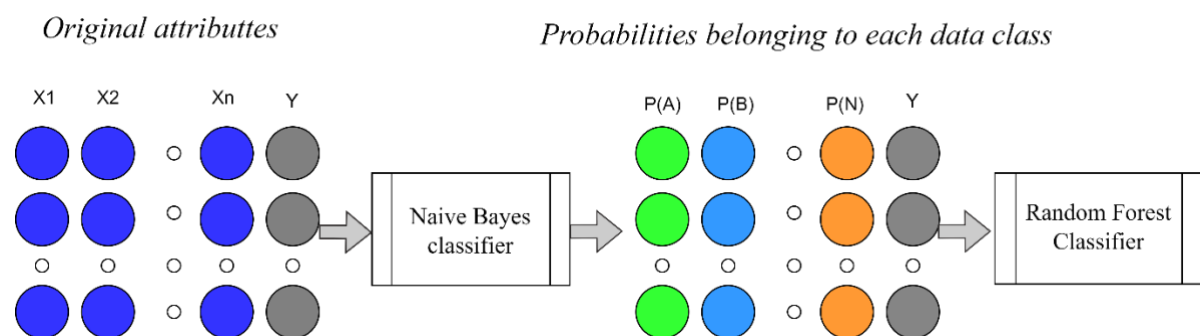 Original attributtes
Probabilities belonging to each data class
X1 X2 Xn Y
P(A) P(B) P(N) Y
Naive Bayes
classifier
Random Forest
Classifier